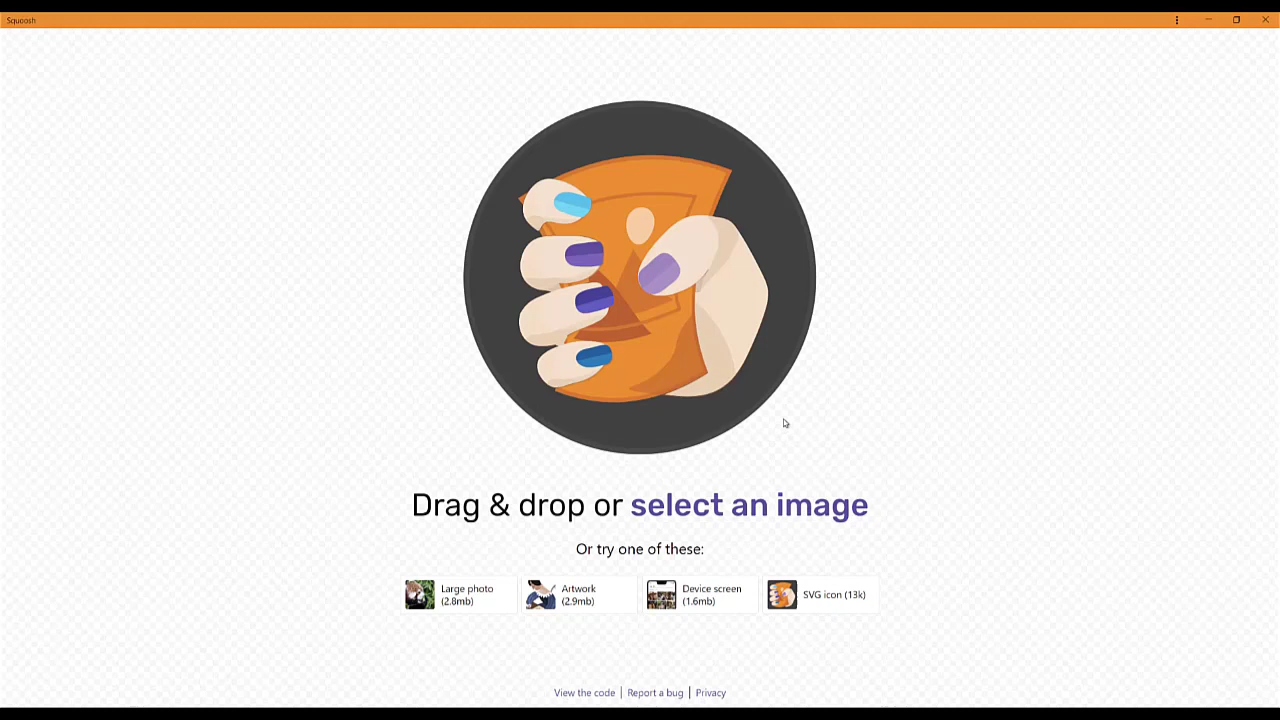 Squoosh
Drag & drop or select an image
Or try one of these:
Large photo
(2.8mb)
Artwork
(2.9mb)
Device screen
(1.6mb)
SVG icon (13k)
View the code | Report a bug | Privacy